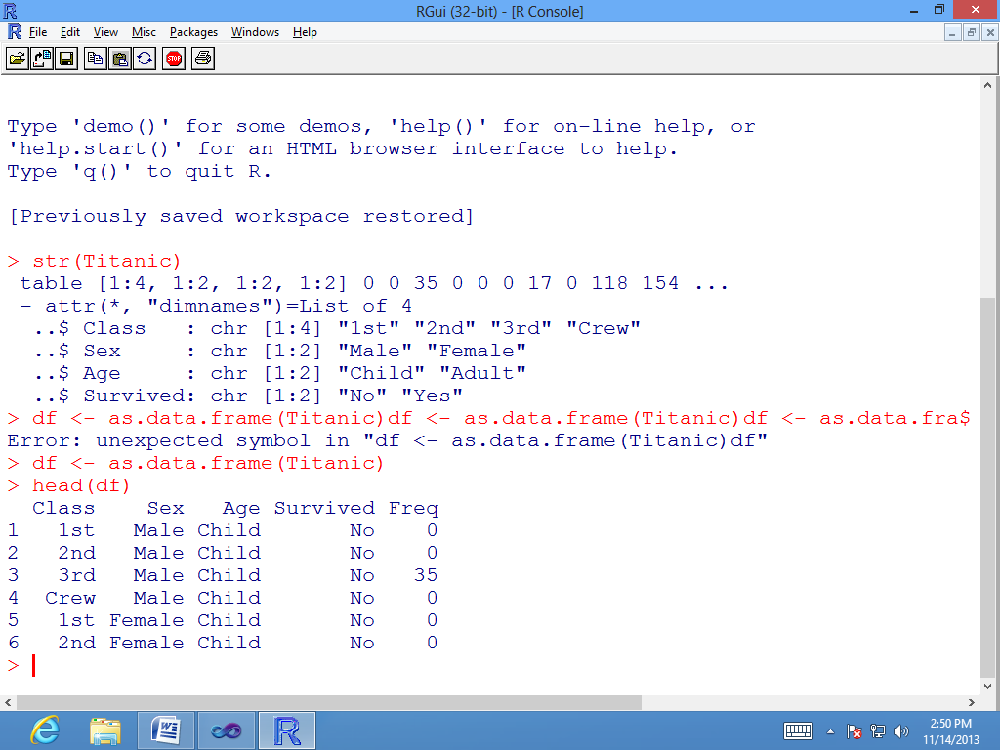 RGui (32-bit) - [R Console]
File Edit View Misc Packages Windows Help
STOP
Type 'demo()' for some demos, 'help()' for on-line help, or
'help.start()' for an HTML browser interface to help.
Type 'q()' to quit R.
[Previously saved workspace restored]
> str(Titanic)
 table [1:4, 1:2, 1:2, 1:2] 0 0 35 0 0 0 17 0 118 154 ...
 - attr(*, "dimnames")=List of 4
  ..$ Class   : chr [1:4] "1st" "2nd" "3rd" "Crew"
  ..$ Sex     : chr [1:2] "Male" "Female"
  ..$ Age     : chr [1:2] "Child" "Adult"
  ..$ Survived: chr [1:2] "No" "Yes"
> df <- as.data.frame(Titanic)df <- as.data.frame(Titanic)df <- as.data.fra$
Error: unexpected symbol in "df <- as.data.frame(Titanic)df"
> df <- as.data.frame(Titanic)
> head(df)
  Class    Sex   Age Survived Freq
1   1st   Male Child       No    0
2   2nd   Male Child       No    0
3   3rd   Male Child       No   35
4  Crew   Male Child       No    0
5   1st Female Child       No    0
6   2nd Female Child       No    0
>
2:50 PM
11/14/2013